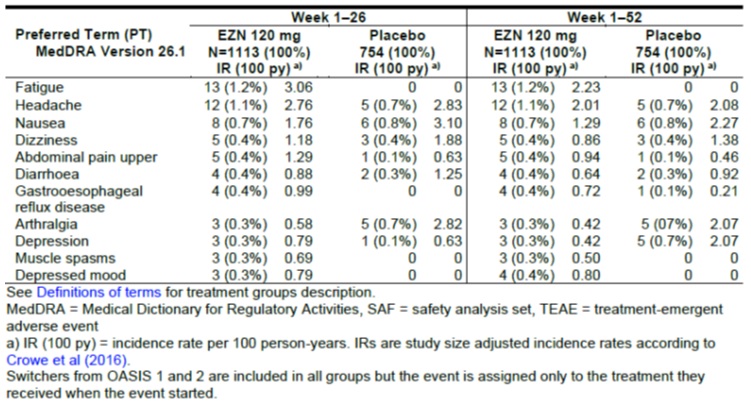 Week 1–26 Week 1–52
Preferred Term (PT) EZN 120 mg Placebo EZN 120 mg Placebo
MedDRA Version 26.1 N=1113 (100%) 754 (100%) N=1113 (100%) 754 (100%)
IR (100 py) a) IR (100 py) a) IR (100 py) a) IR (100 py) a)
Fatigue 13 (1.2%) 3.06 0 0 13 (1.2%) 2.23 0 0
Headache 12 (1.1%) 2.76 5 (0.7%) 2.83 12 (1.1%) 2.01 5 (0.7%) 2.08
Nausea 8 (0.7%) 1.76 6 (0.8%) 3.10 8 (0.7%) 1.29 6 (0.8%) 2.27
Dizziness 5 (0.4%) 1.18 3 (0.4%) 1.88 5 (0.4%) 0.86 3 (0.4%) 1.38
Abdominal pain upper 5 (0.4%) 1.29 1 (0.1%) 0.63 5 (0.4%) 0.94 1 (0.1%) 0.46
Diarrhoea 4 (0.4%) 0.88 2 (0.3%) 1.25 4 (0.4%) 0.64 2 (0.3%) 0.92
Gastrooesophageal 4 (0.4%) 0.99 0 0 4 (0.4%) 0.72 1 (0.1%) 0.21
reflux disease
Arthralgia 3 (0.3%) 0.58 5 (0.7%) 2.82 3 (0.3%) 0.42 5 (07%) 2.07
Depression 3 (0.3%) 0.79 1 (0.1%) 0.63 3 (0.3%) 0.42 5 (0.7%) 2.07
Muscle spasms 3 (0.3%) 0.69 0 0 3 (0.3%) 0.50 0 0
Depressed mood 3 (0.3%) 0.79 0 0 4 (0.4%) 0.80 0 0
See Definitions of terms for treatment groups description.
MedDRA = Medical Dictionary for Regulatory Activities, SAF = safety analysis set, TEAE = treatment-emergent
adverse event
a) IR (100 py) = incidence rate per 100 person-years. IRs are study size adjusted incidence rates according to
Crowe et al (2016).
Switchers from OASIS 1 and 2 are included in all groups but the event is assigned only to the treatment they
received when the event started.